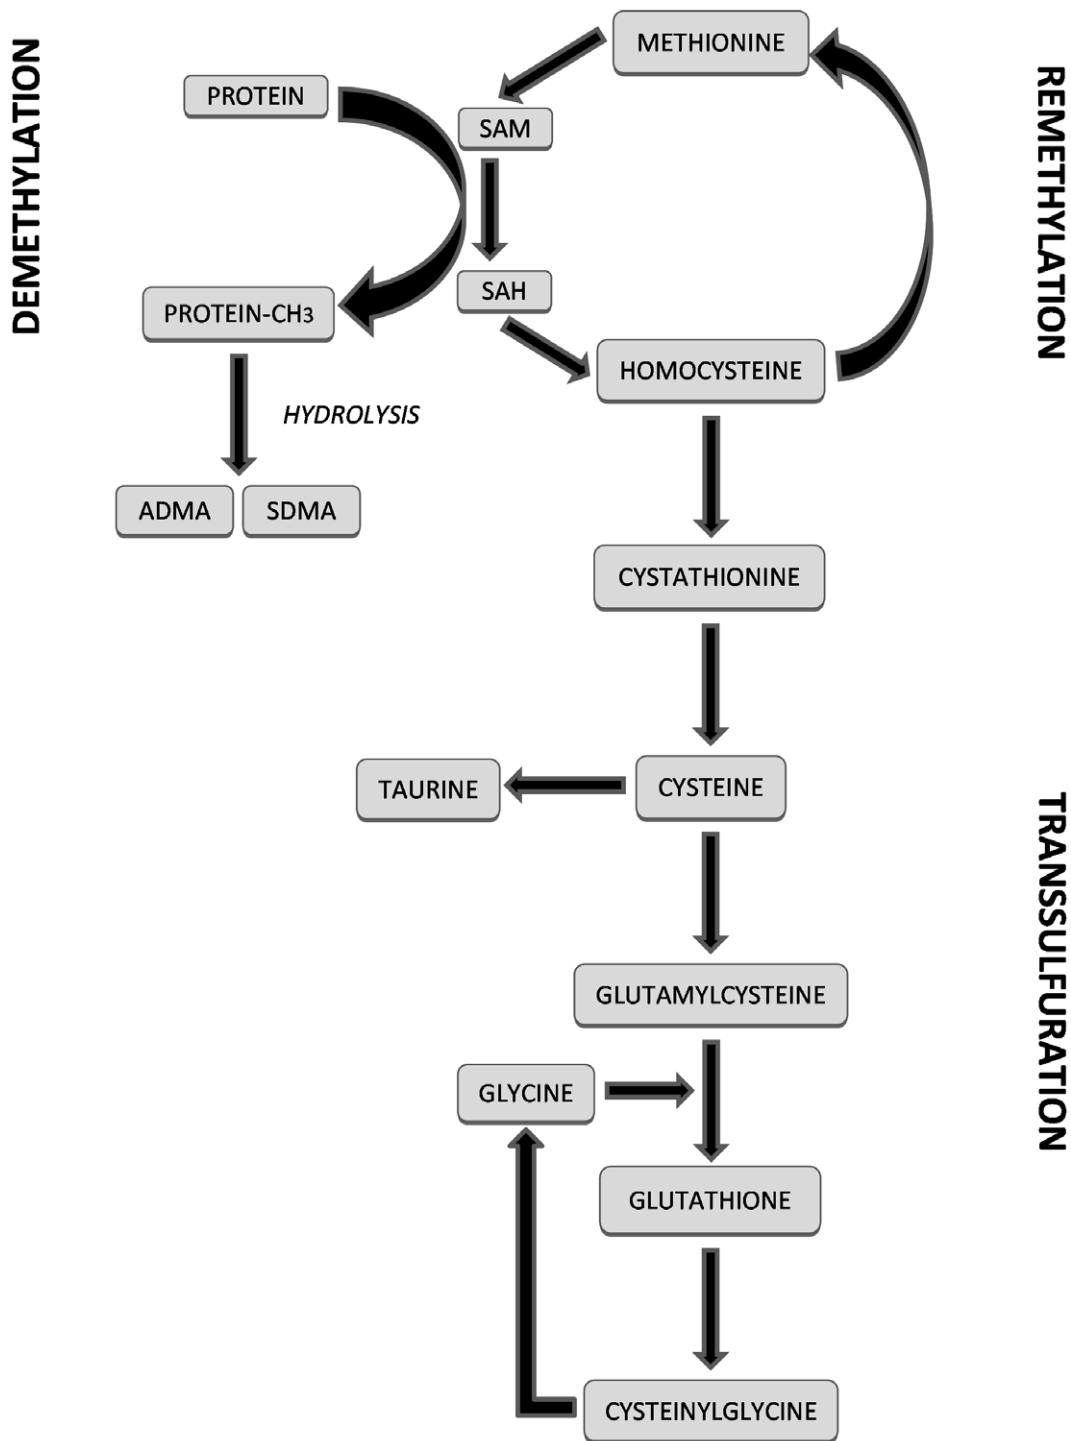 DEMETHYLATION
REMETHYLATION
METHIONINE
PROTEIN
SAM
SAH
PROTEIN-CH3
HOMOCYSTEINE
HYDROLYSIS
ADMA
SDMA
CYSTATHIONINE
TAURINE
CYSTEINE
TRANSSULFURATION
GLUTAMYLCYSTEINE
GLYCINE
GLUTATHIONE
CYSTEINYLGLYCINE